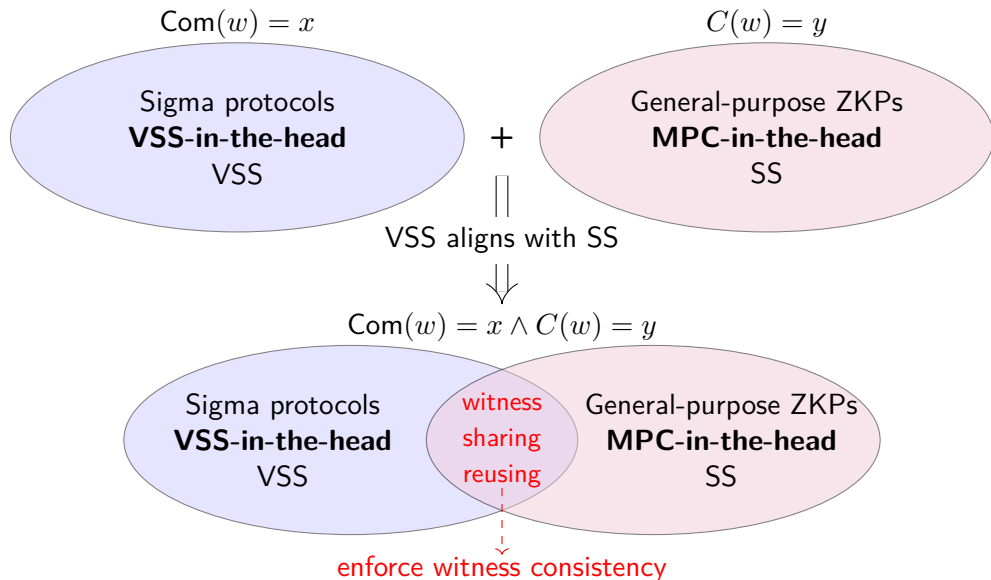 Com(w) = x
C(w) = y
Sigma protocols
VSS-in-the-head
VSS
+
General-purpose ZKPs
MPC-in-the-head
SS
VSS aligns with SS
Com(w) = x ∧ C(w) = y
Sigma protocols
VSS-in-the-head
VSS
witness
sharing
reusing
General-purpose ZKPs
MPC-in-the-head
SS
enforce witness consistency